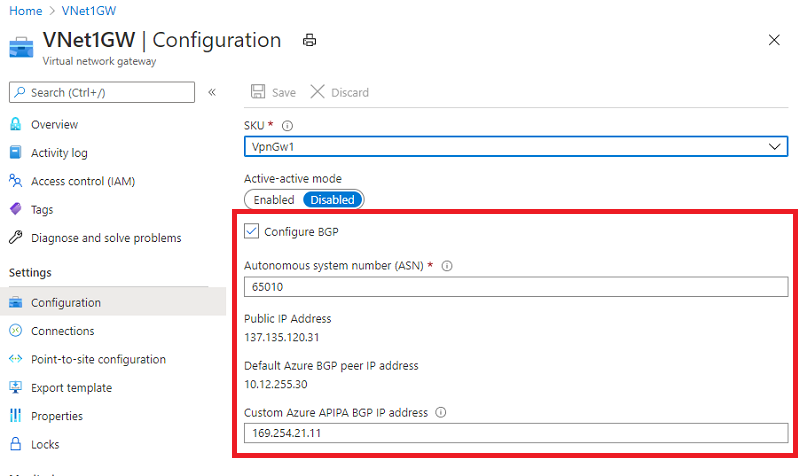 Home > VNet1GW
VNet1GW | Configuration
Virtual network gateway
Search (Ctrl+/)
«
Overview
Activity log
Access control (IAM)
Tags
Diagnose and solve problems
Settings
Configuration
Connections
Point-to-site configuration
Export template
Properties
Locks
Save Discard
SKU *
VpnGw1
Active-active mode
Enabled Disabled
Configure BGP
Autonomous system number (ASN) *
65010
Public IP Address
137.135.120.31
Default Azure BGP peer IP address
10.12.255.30
Custom Azure APIPA BGP IP address
169.254.21.11